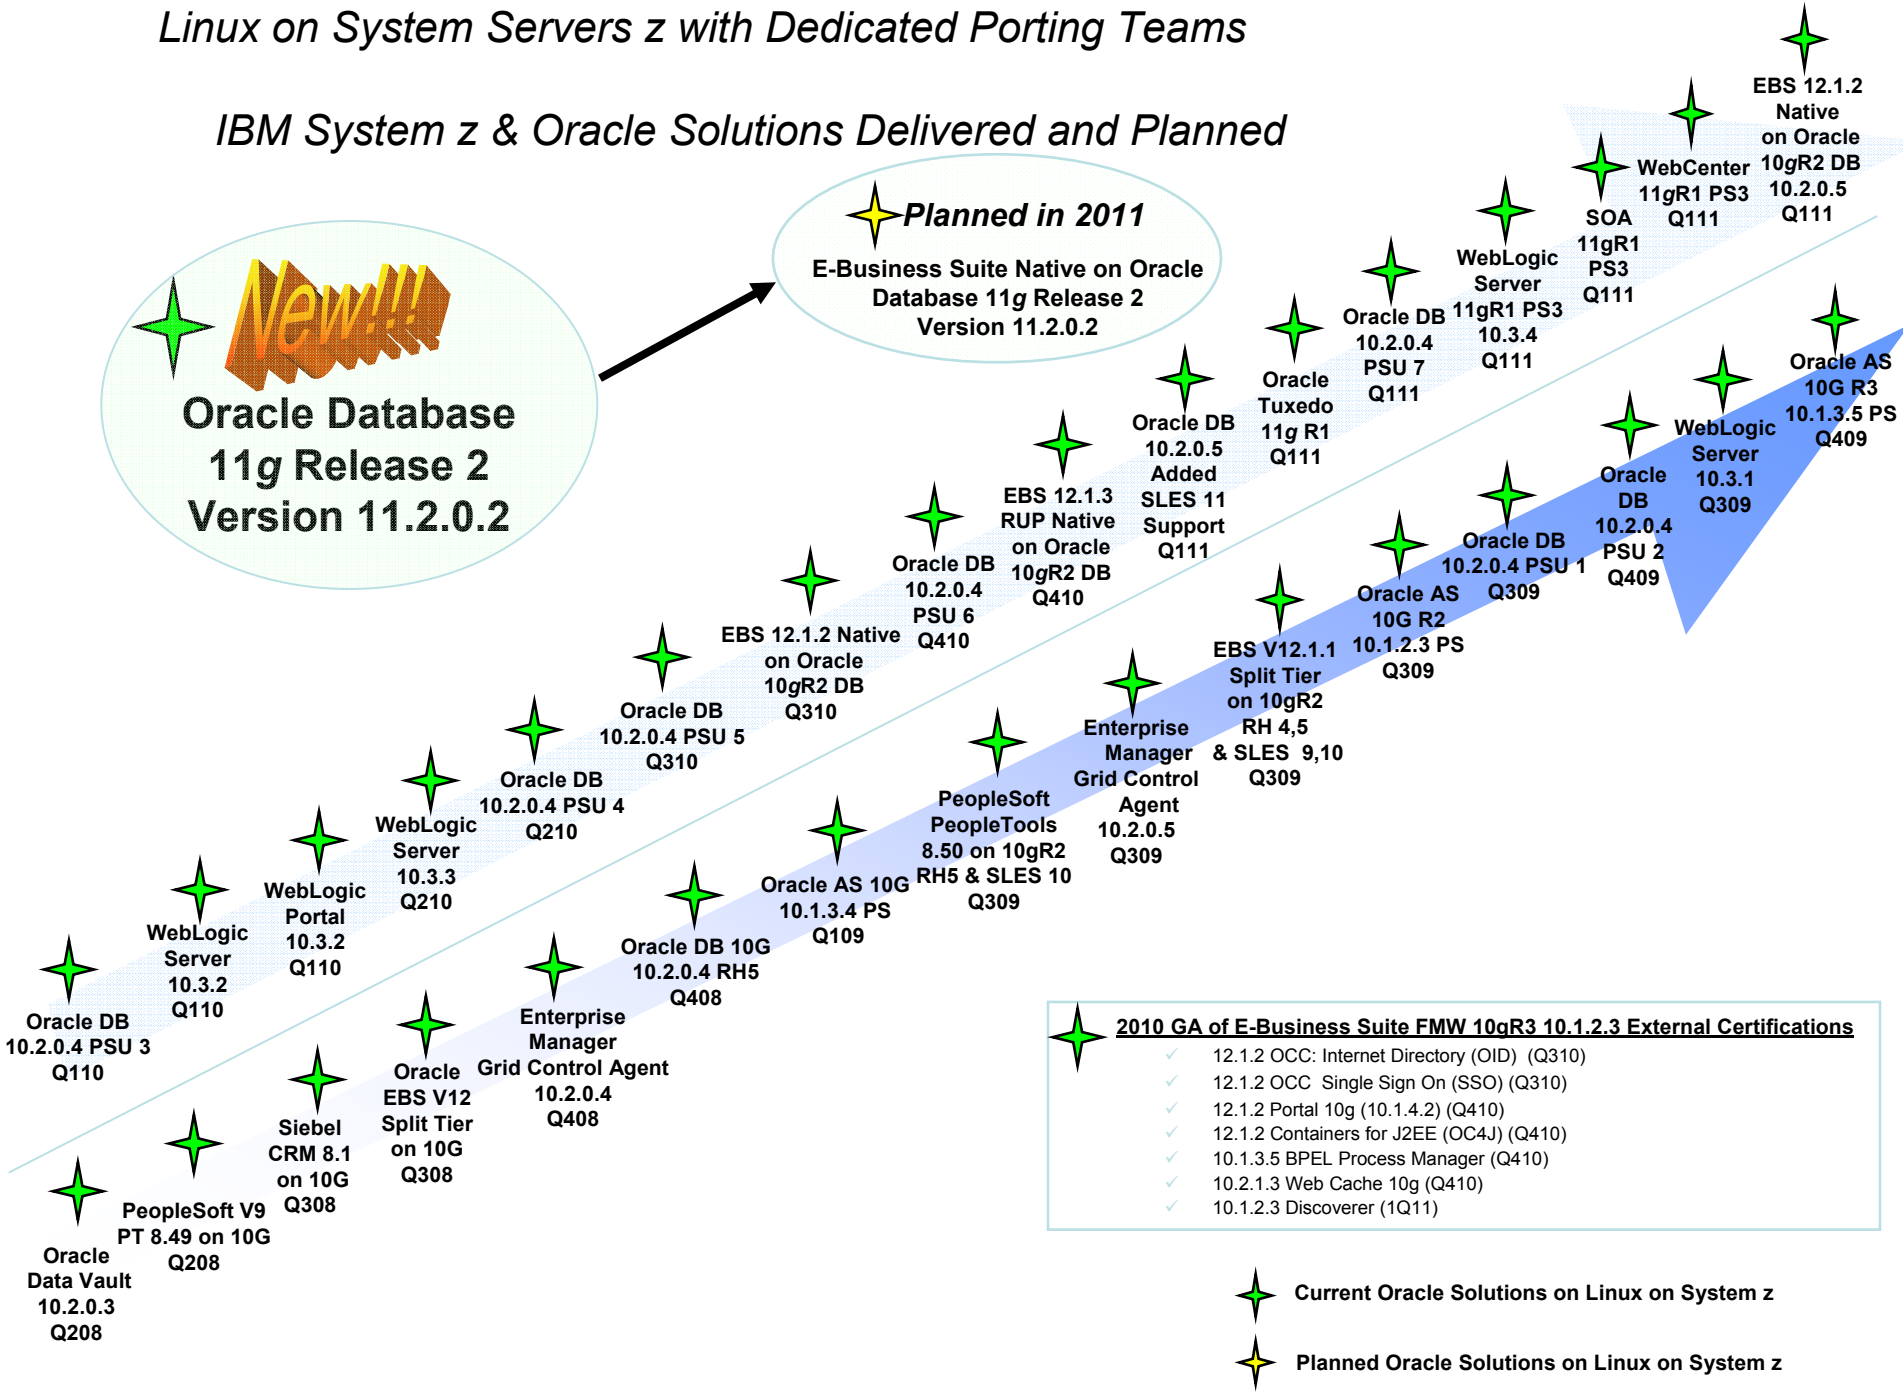 Linux on System Servers z with Dedicated Porting Teams
IBM System z & Oracle Solutions Delivered and Planned
New!!!
Oracle Database
11g Release 2
Version 11.2.0.2
Planned in 2011
E-Business Suite Native on Oracle
Database 11g Release 2
Version 11.2.0.2
Oracle DB
10.2.0.4 PSU 3
Q110
WebLogic
Server
10.3.2
Q110
WebLogic
Portal
10.3.2
Q110
WebLogic
Server
10.3.3
Q210
Oracle DB
10.2.0.4 PSU 4
Q210
Oracle DB
10.2.0.4 PSU 5
Q310
EBS 12.1.2 Native
on Oracle
10gR2 DB
Q310
Oracle DB
10.2.0.4
PSU 6
Q410
EBS 12.1.3
RUP Native
on Oracle
10gR2 DB
Q410
Oracle DB
10.2.0.5
Added
SLES 11
Support
Q111
Oracle
Tuxedo
11g R1
Q111
Oracle DB
10.2.0.4
PSU 7
Q111
WebLogic
Server
11gR1 PS3
10.3.4
Q111
SOA
11gR1
PS3
Q111
WebCenter
11gR1 PS3
Q111
EBS 12.1.2
Native
on Oracle
10gR2 DB
10.2.0.5
Q111
Oracle
Data Vault
10.2.0.3
Q208
PeopleSoft V9
PT 8.49 on 10G
Q208
Siebel
CRM 8.1
on 10G
Q308
Oracle
EBS V12
Split Tier
on 10G
Q308
Enterprise
Manager
Grid Control Agent
10.2.0.4
Q408
Oracle DB 10G
10.2.0.4 RH5
Q408
Oracle AS 10G
10.1.3.4 PS
Q109
PeopleSoft
PeopleTools
8.50 on 10gR2
RH5 & SLES 10
Q309
Enterprise
Manager
Grid Control
Agent
10.2.0.5
Q309
EBS V12.1.1
Split Tier
on 10gR2
RH 4,5
& SLES 9,10
Q309
Oracle AS
10G R2
10.1.2.3 PS
Q309
Oracle DB
10.2.0.4 PSU 1
Q309
Oracle
DB
10.2.0.4
PSU 2
Q409
WebLogic
Server
10.3.1
Q309
Oracle AS
10G R3
10.1.3.5 PS
Q409
2010 GA of E-Business Suite FMW 10gR3 10.1.2.3 External Certifications
✓ 12.1.2 OCC: Internet Directory (OID) (Q310)
✓ 12.1.2 OCC Single Sign On (SSO) (Q310)
✓ 12.1.2 Portal 10g (10.1.4.2) (Q410)
✓ 12.1.2 Containers for J2EE (OC4J) (Q410)
✓ 10.1.3.5 BPEL Process Manager (Q410)
✓ 10.2.1.3 Web Cache 10g (Q410)
✓ 10.1.2.3 Discoverer (1Q11)
Current Oracle Solutions on Linux on System z
Planned Oracle Solutions on Linux on System z